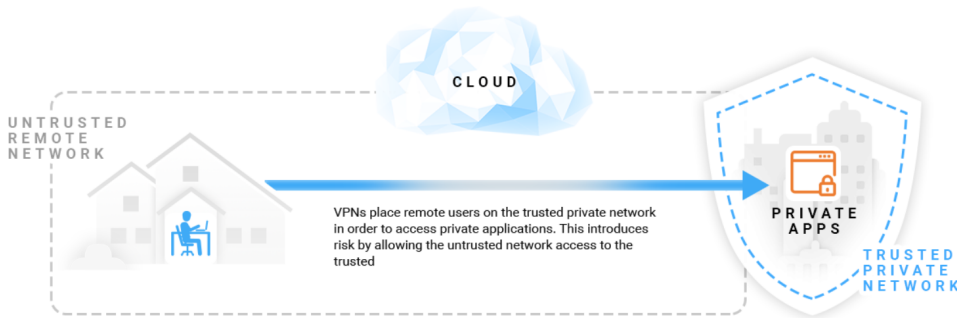 CLOUD
UNTRUSTED
REMOTE
NETWORK
VPNs place remote users on the trusted private network
in order to access private applications. This introduces
risk by allowing the untrusted network access to the
trusted
PRIVATE
APPS
TRUSTED
PRIVATE
NETWORK